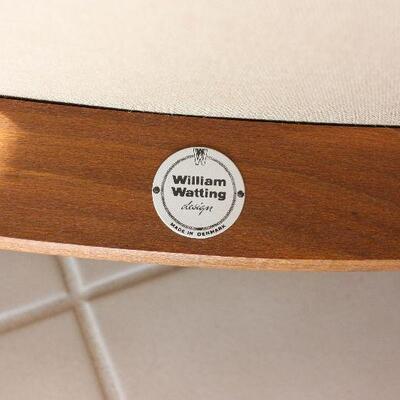 W
William
Watting
design
MADE IN DENMARK